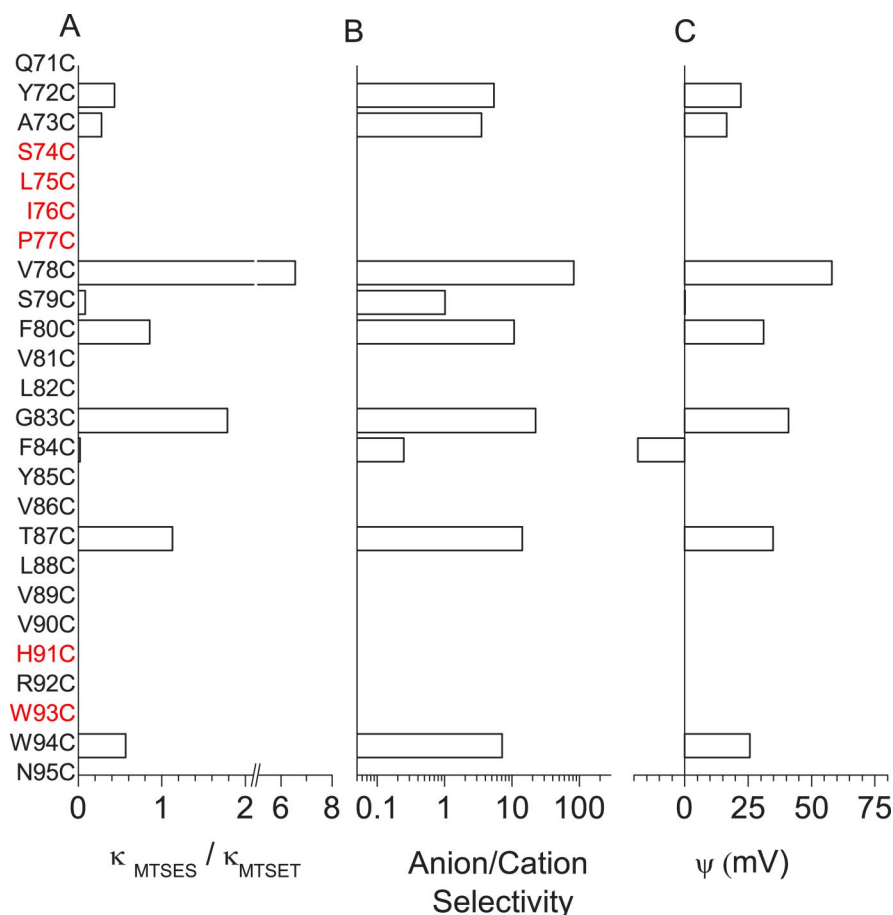 A
B
C
Q71C
Y72C
A73C
S74C
L75C
I76C
P77C
V78C
S79C
F80C
V81C
L82C
G83C
F84C
Y85C
V86C
T87C
L88C
V89C
V90C
H91C
R92C
W93C
W94C
N95C
0 1 2 6 8
0.1 1 10 100
0 25 50 75
κ MTSES / κ MTSET
Anion/Cation
Selectivity
ψ (mV)